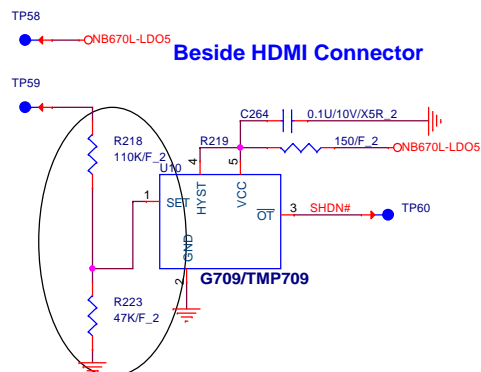 TP58
NB670L-LDO5
Beside HDMI Connector
TP59
C264
0.1U/10V/X5R_2
R218
110K/F_2
R219
150/F_2
NB670L-LDO5
U10
4
5
1
SET
HYST
VCC
OT
3
SHDN#
TP60
GND
2
G709/TMP709
R223
47K/F_2